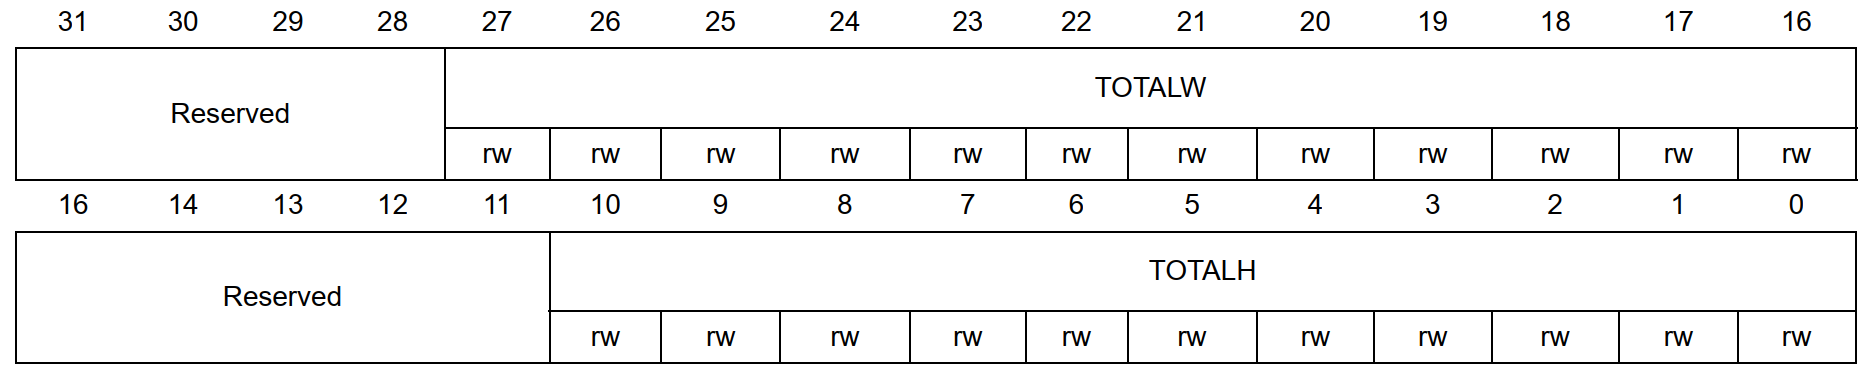 31 30 29 28 27 26 25 24 23 22 21 20 19 18 17 16
Reserved TOTALW
rw rw rw rw rw rw rw rw rw rw rw rw
16 14 13 12 11 10 9 8 7 6 5 4 3 2 1 0
Reserved TOTALH
rw rw rw rw rw rw rw rw rw rw rw